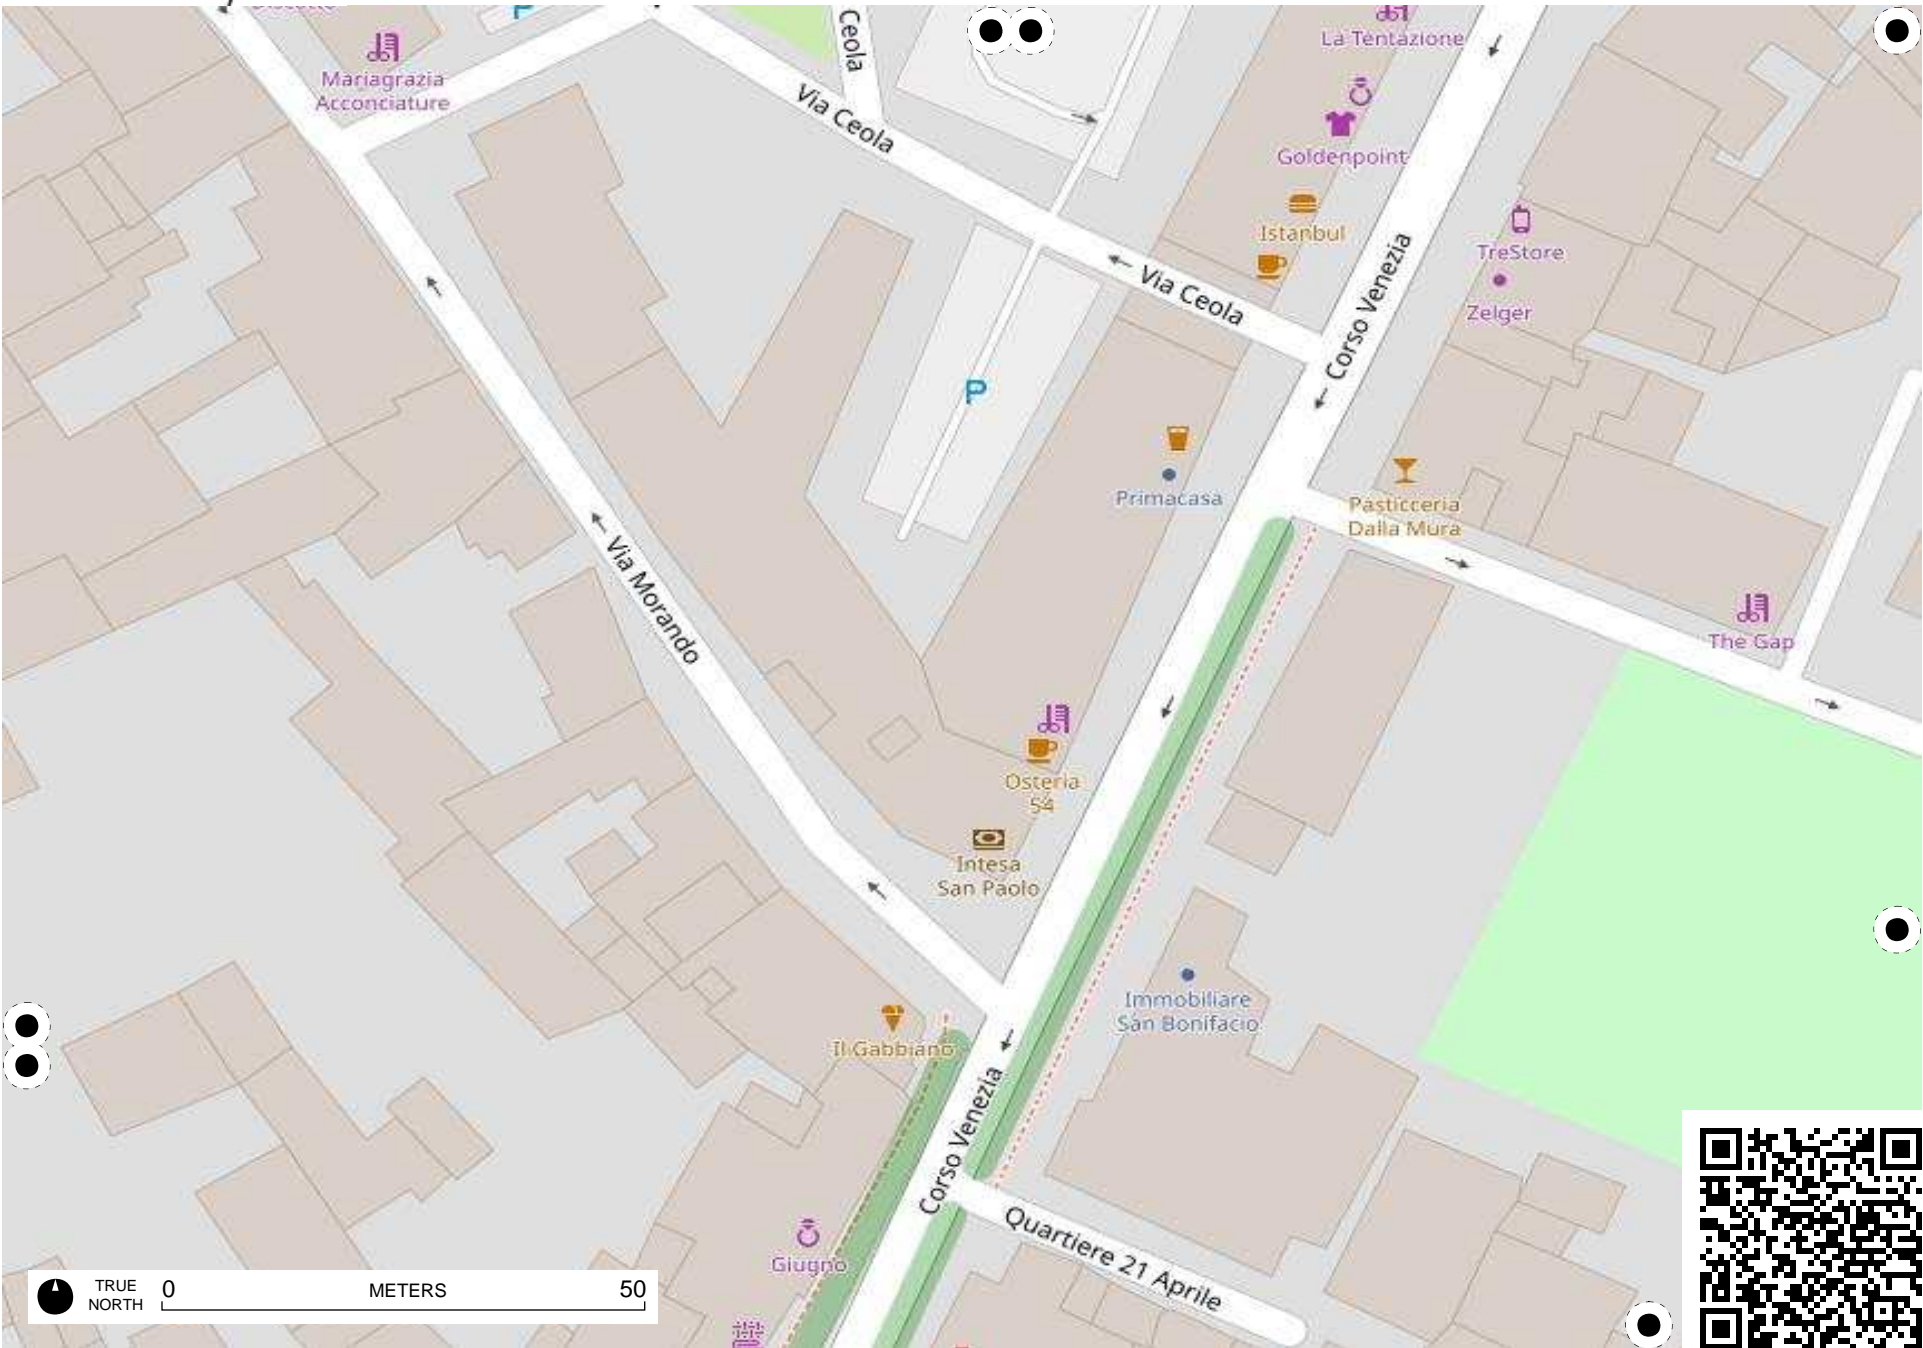 Mariagrazia
Acconciature
P
Ceola
La Tentazione
Via Ceola
Goldenpoint
Istanbul
TreStore
Zelger
Via Ceola
Corso Venezia
P
Primacasa
Pasticceria
Dalla Mura
Via Morando
The Gap
Osteria
54
Intesa
San Paolo
Immobiliare
San Bonifacio
Il Gabbiano
Corso Venezia
Quartiere 21 Aprile
Giugno
TRUE
NORTH
0 METERS 50